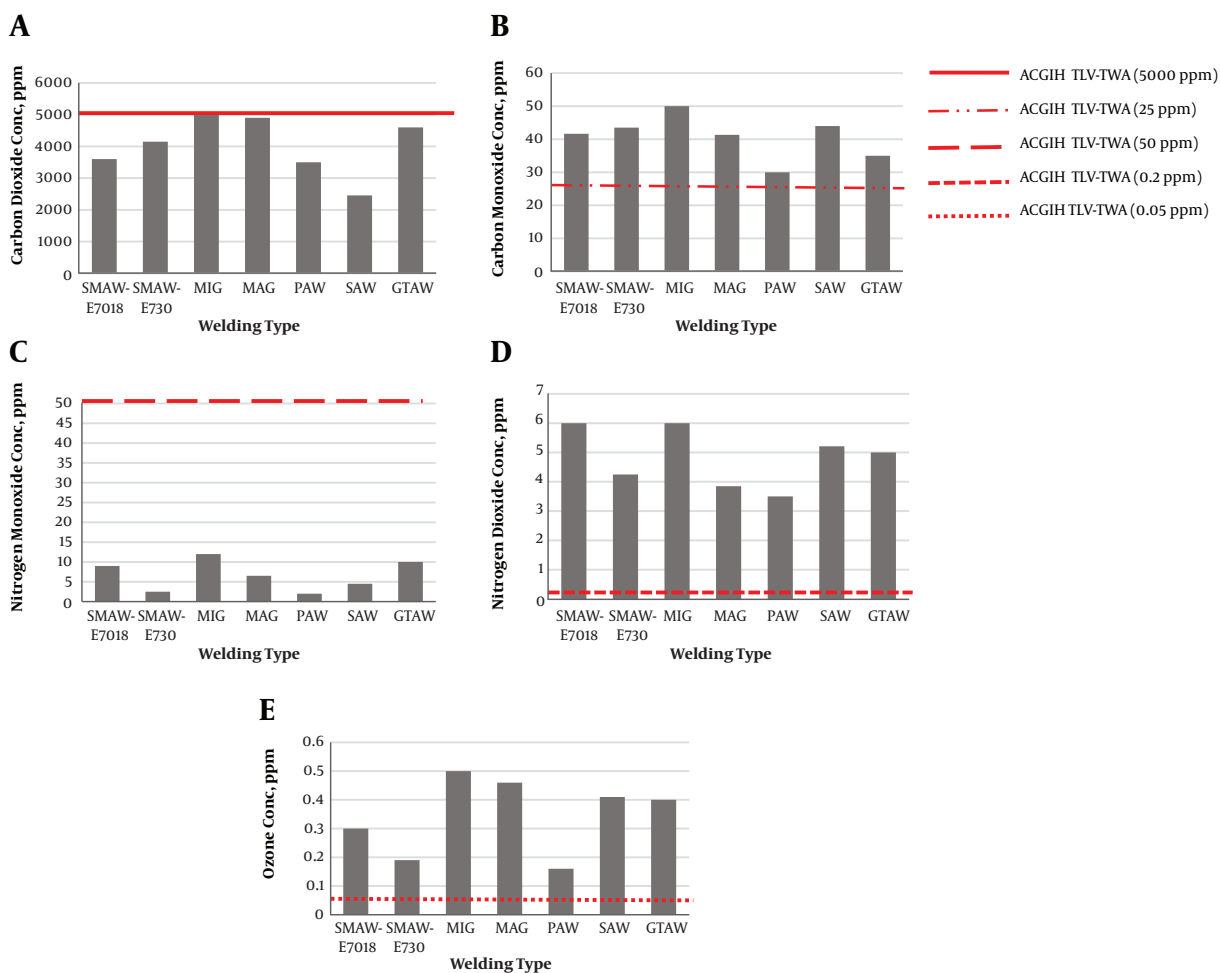 A
Carbon Dioxide Conc, ppm
6000
5000
4000
3000
2000
1000
0
SMAW-E7018
SMAW-E730
MIG
MAG
PAW
SAW
GTAW
Welding Type
B
Carbon Monoxide Conc, ppm
60
50
40
30
20
10
0
SMAW-E7018
SMAW-E730
MIG
MAG
PAW
SAW
GTAW
Welding Type
ACGIH TLV-TWA (5000 ppm)
ACGIH TLV-TWA (25 ppm)
ACGIH TLV-TWA (50 ppm)
ACGIH TLV-TWA (0.2 ppm)
ACGIH TLV-TWA (0.05 ppm)
C
Nitrogen Monoxide Conc, ppm
50
45
40
35
30
25
20
15
10
5
0
SMAW-E7018
SMAW-E730
MIG
MAG
PAW
SAW
GTAW
Welding Type
D
Nitrogen Dioxide Conc, ppm
7
6
5
4
3
2
1
0
SMAW-E7018
SMAW-E730
MIG
MAG
PAW
SAW
GTAW
Welding Type
E
Ozone Conc, ppm
0.6
0.5
0.4
0.3
0.2
0.1
0
SMAW-E7018
SMAW-E730
MIG
MAG
PAW
SAW
GTAW
Welding Type